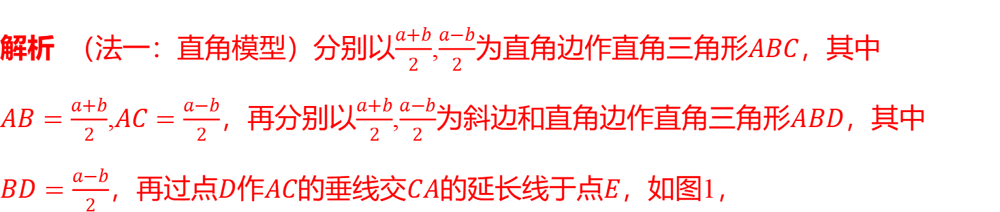 解析 （法一：直角模型）分别以$\frac{a+b}{2}$,$\frac{a-b}{2}$为直角边作直角三角形$ABC$，其中
$AB=\frac{a+b}{2}$,$AC=\frac{a-b}{2}$，再分别以$\frac{a+b}{2}$,$\frac{a-b}{2}$为斜边和直角边作直角三角形$ABD$，其中
$BD=\frac{a-b}{2}$，再过点$D$作$AC$的垂线交$CA$的延长线于点$E$，如图1，